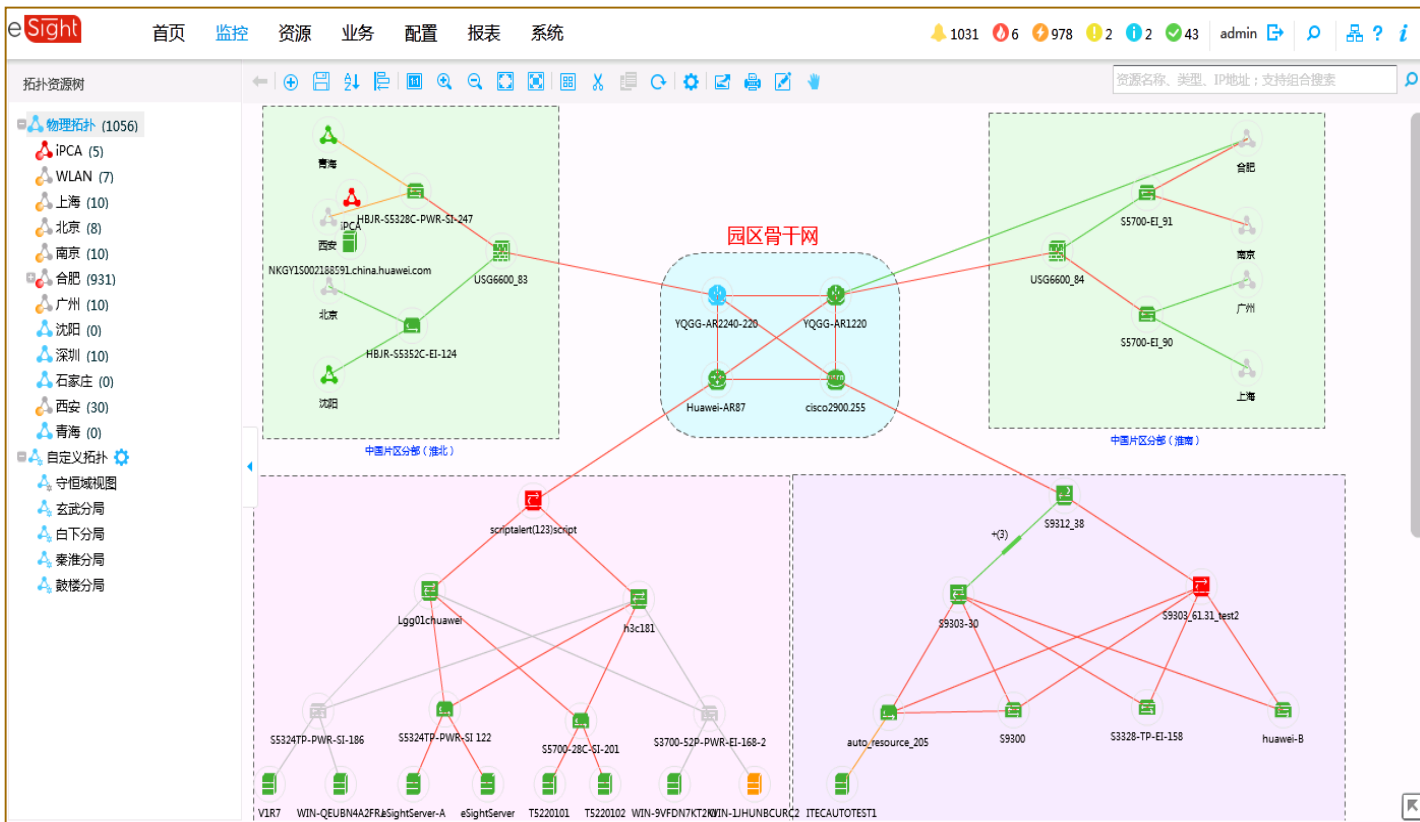 eSight
首页 监控 资源 业务 配置 报表 系统
1031 6 978 2 2 43 admin
拓扑资源树
资源名称、类型、IP地址；支持组合搜索
物理拓扑 (1056)
iPCA (5)
WLAN (7)
上海 (10)
北京 (8)
南京 (10)
合肥 (931)
广州 (10)
沈阳 (0)
深圳 (10)
石家庄 (0)
西安 (30)
青海 (0)
自定义拓扑
守恒域视图
玄武分局
白下分局
秦淮分局
鼓楼分局
青海
iPCA
HBJR-S5328C-PWR-SI-247
西安
NKGY1S002188591.china.huawei.com
USG6600_83
北京
HBJR-S5352C-EI-124
沈阳
中国片区分部（淮北）
园区骨干网
YQGG-AR2240-220
YQGG-AR1220
Huawei-AR87
cisco2900.255
合肥
S5700-EI_91
南京
USG6600_84
广州
S5700-EI_90
上海
中国片区分部（淮南）
scriptalert(123)script
Lgg01chuawei
h3c181
S5324TP-PWR-SI-186
S5324TP-PWR-SI 122
S5700-28C-SI-201
S3700-52P-PWR-EI-168-2
V1R7
eSightServer-A
eSightServer
T5220101
T5220102
S9312_38
+(3)
S9303-30
S9303_61.31_test2
auto_resource_205
S9300
S3328-TP-EI-158
huawei-B
ITECAUTOTEST1